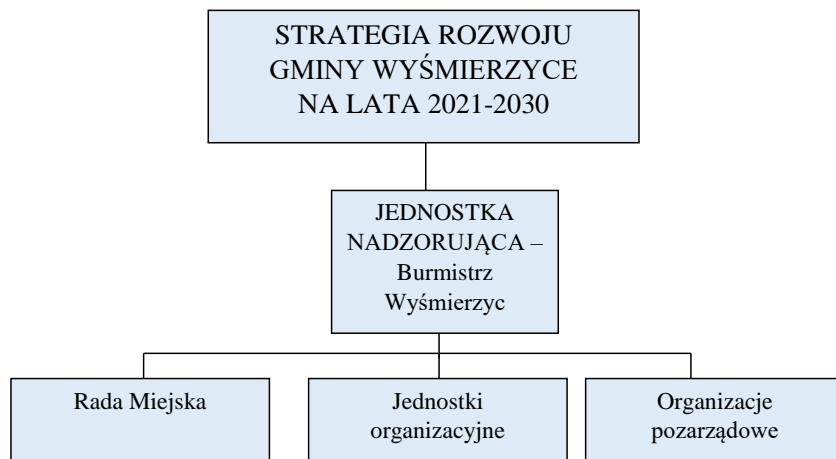 STRATEGIA ROZWOJU
GMINY WYŚMIERZYCE
NA LATA 2021-2030
JEDNOSTKA
NADZORUJĄCA –
Burmistrz
Wyśmierzyc
Rada Miejska
Jednostki
organizacyjne
Organizacje
pozarządowe